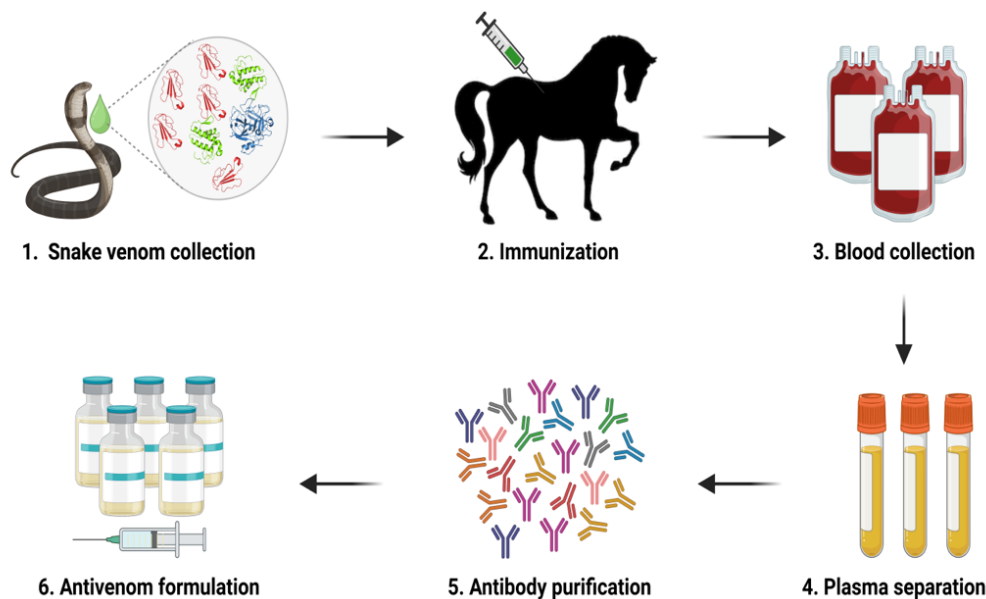 1. Snake venom collection
2. Immunization
3. Blood collection
4. Plasma separation
5. Antibody purification
6. Antivenom formulation